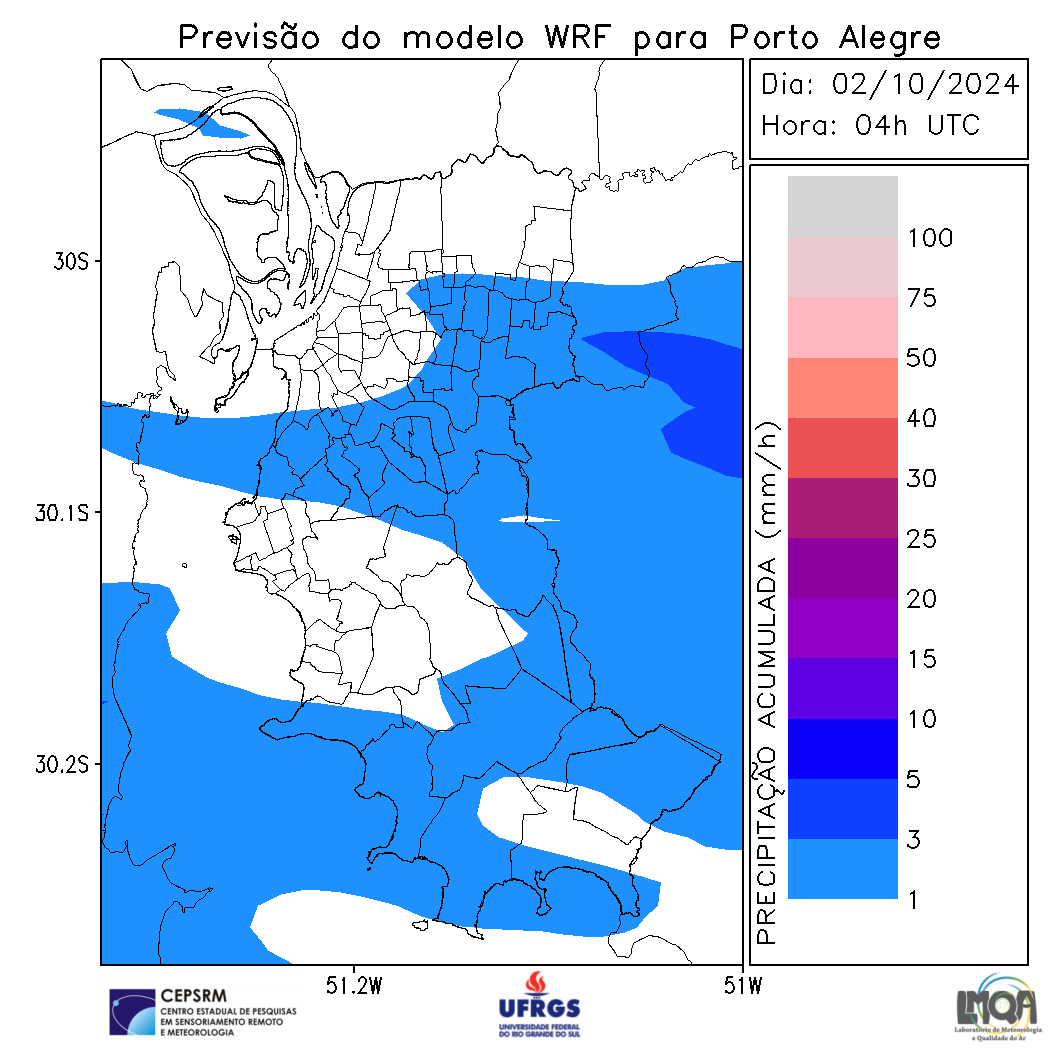 Previsão do modelo WRF para Porto Alegre
Dia: 02/10/2024
Hora: 04h UTC
30S
30.1S
30.2S
51.2W
51W
PRECIPITAÇÃO ACUMULADA (mm/h)
100
75
50
40
30
25
20
15
10
5
3
1
CEPSRM
CENTRO ESTADUAL DE PESQUISAS
EM SENSORIAMENTO REMOTO
E METEOROLOGIA
UFRGS
UNIVERSIDADE FEDERAL
DO RIO GRANDE DO SUL
LMQA
Laboratório de Meteorologia
e Qualidade do Ar